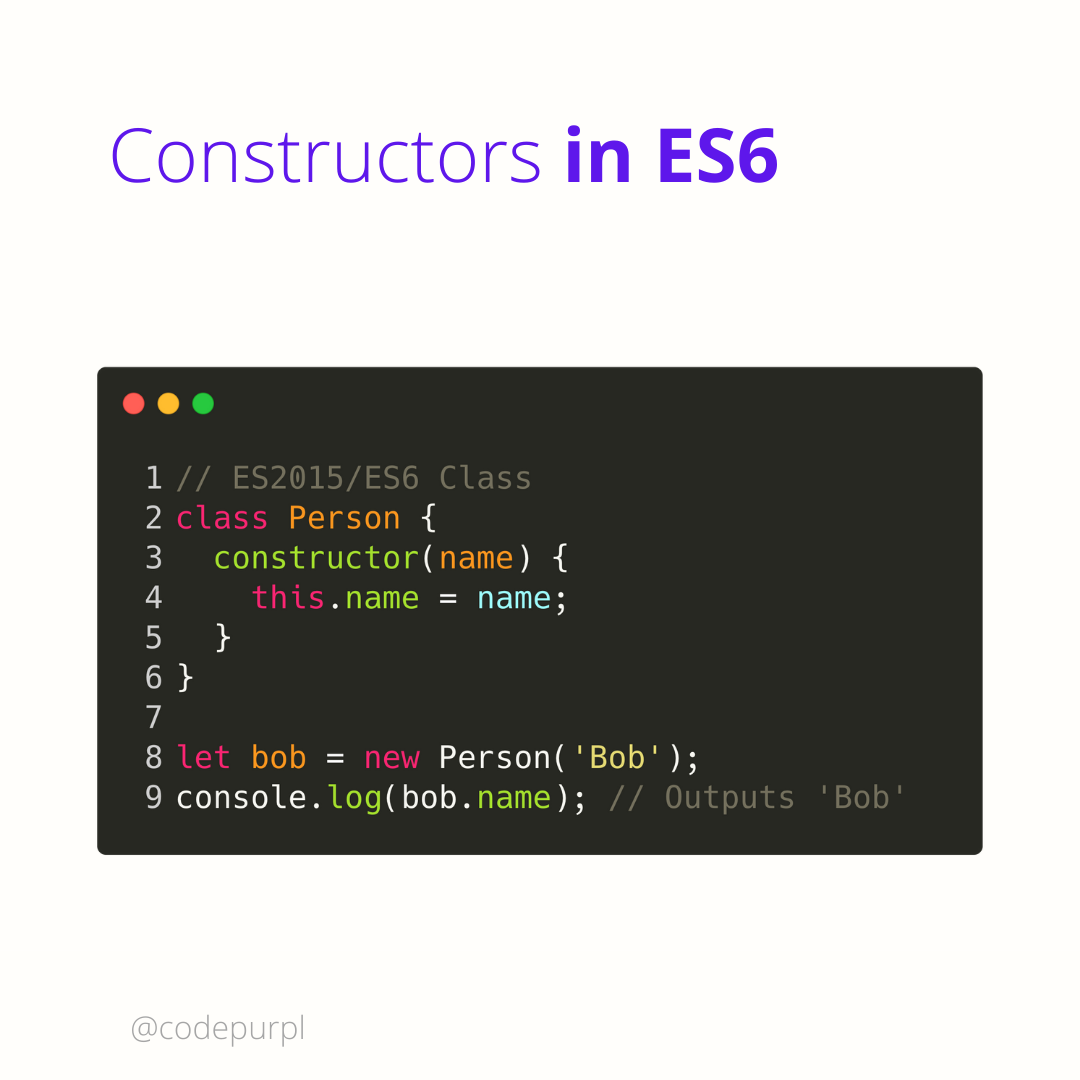 Constructors in ES6
1 // ES2015/ES6 Class
2 class Person {
3   constructor(name) {
4     this.name = name;
5   }
6 }
7
8 let bob = new Person('Bob');
9 console.log(bob.name); // Outputs 'Bob'
@codepurpl